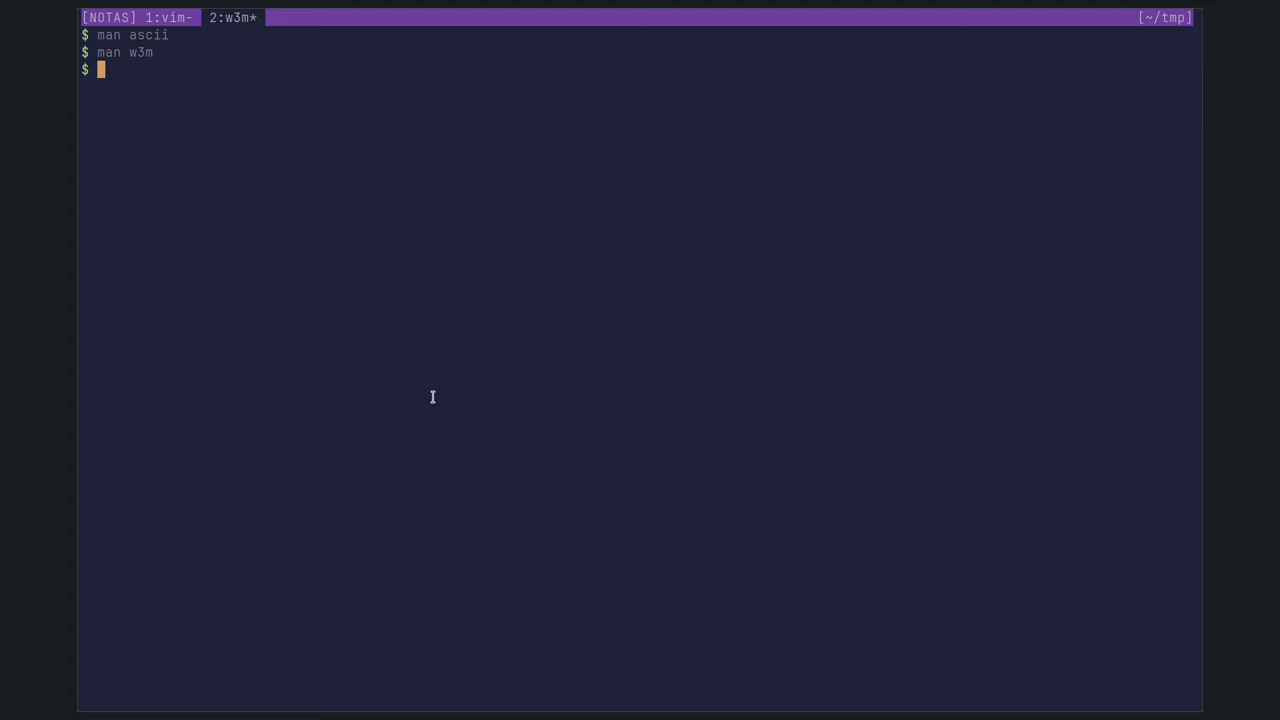 [NOTAS] 1:vim- 2:w3m* [~/tmp]
$ man ascii
$ man w3m
$